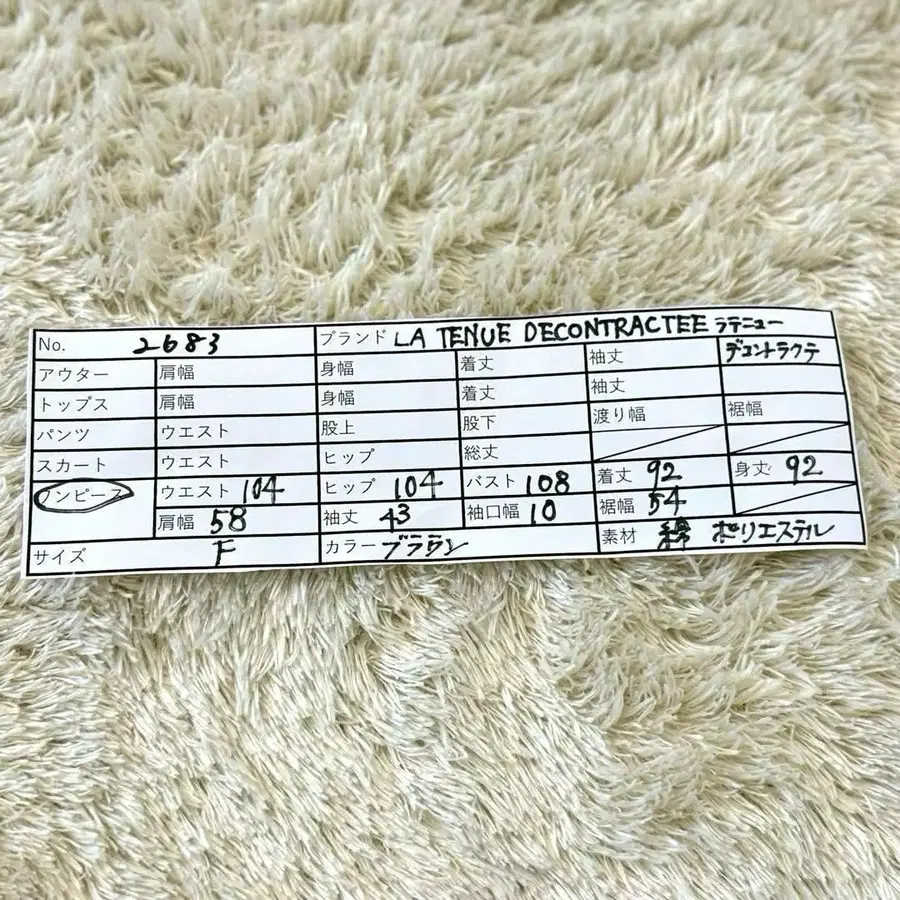 No. 2683 ブランド LA TENUE DECONTRACTEE ラテニュー
アウター 肩幅 身幅 着丈 袖丈 デコントラクテ
トップス 肩幅 身幅 着丈 袖丈
パンツ ウエスト 股上 股下 渡り幅 裾幅
スカート ウエスト ヒップ 総丈
ワンピース ウエスト 104 ヒップ 104 バスト 108 着丈 92 身丈 92
肩幅 58 袖丈 43 袖口幅 10 裾幅 54
サイズ F カラー ブラウン 素材 綿 ポリエステル